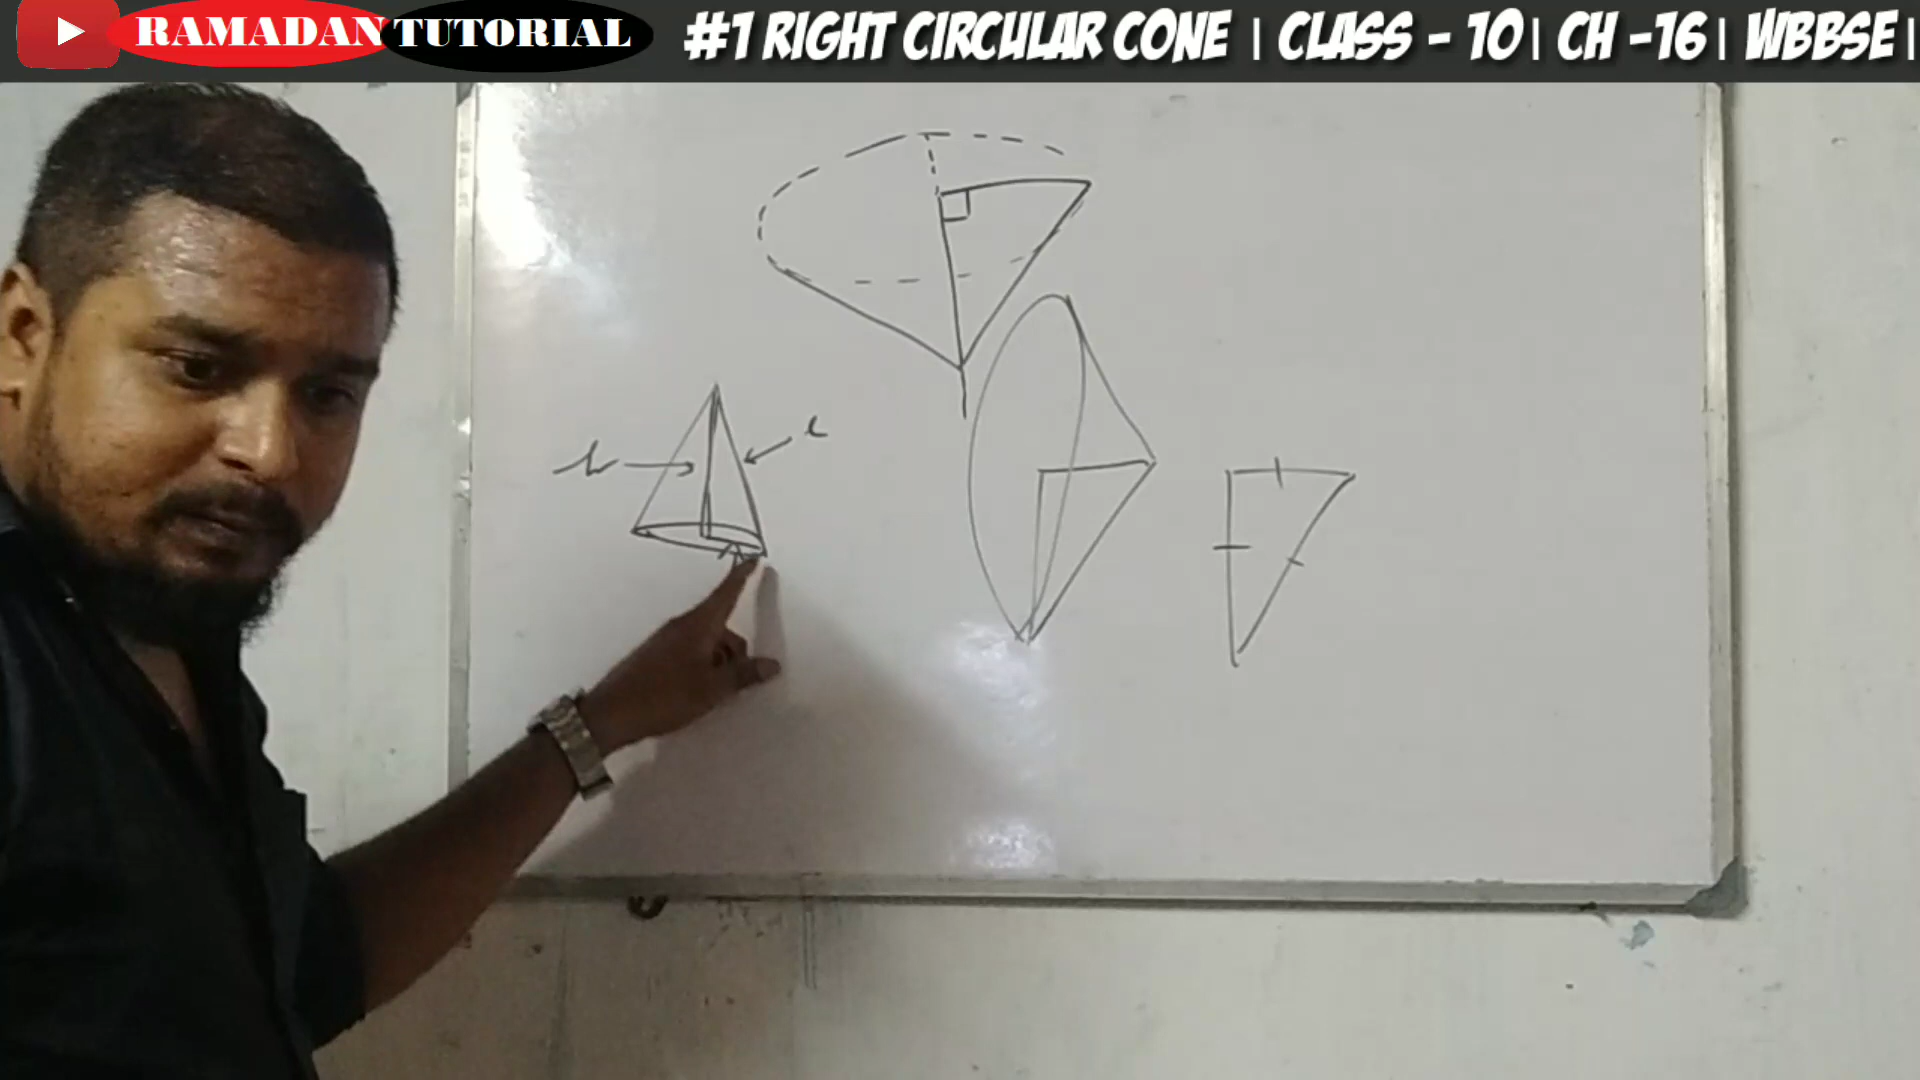 RAMADAN TUTORIAL #1 RIGHT CIRCULAR CONE | CLASS - 10 | CH -16 | WBBSE |
h l